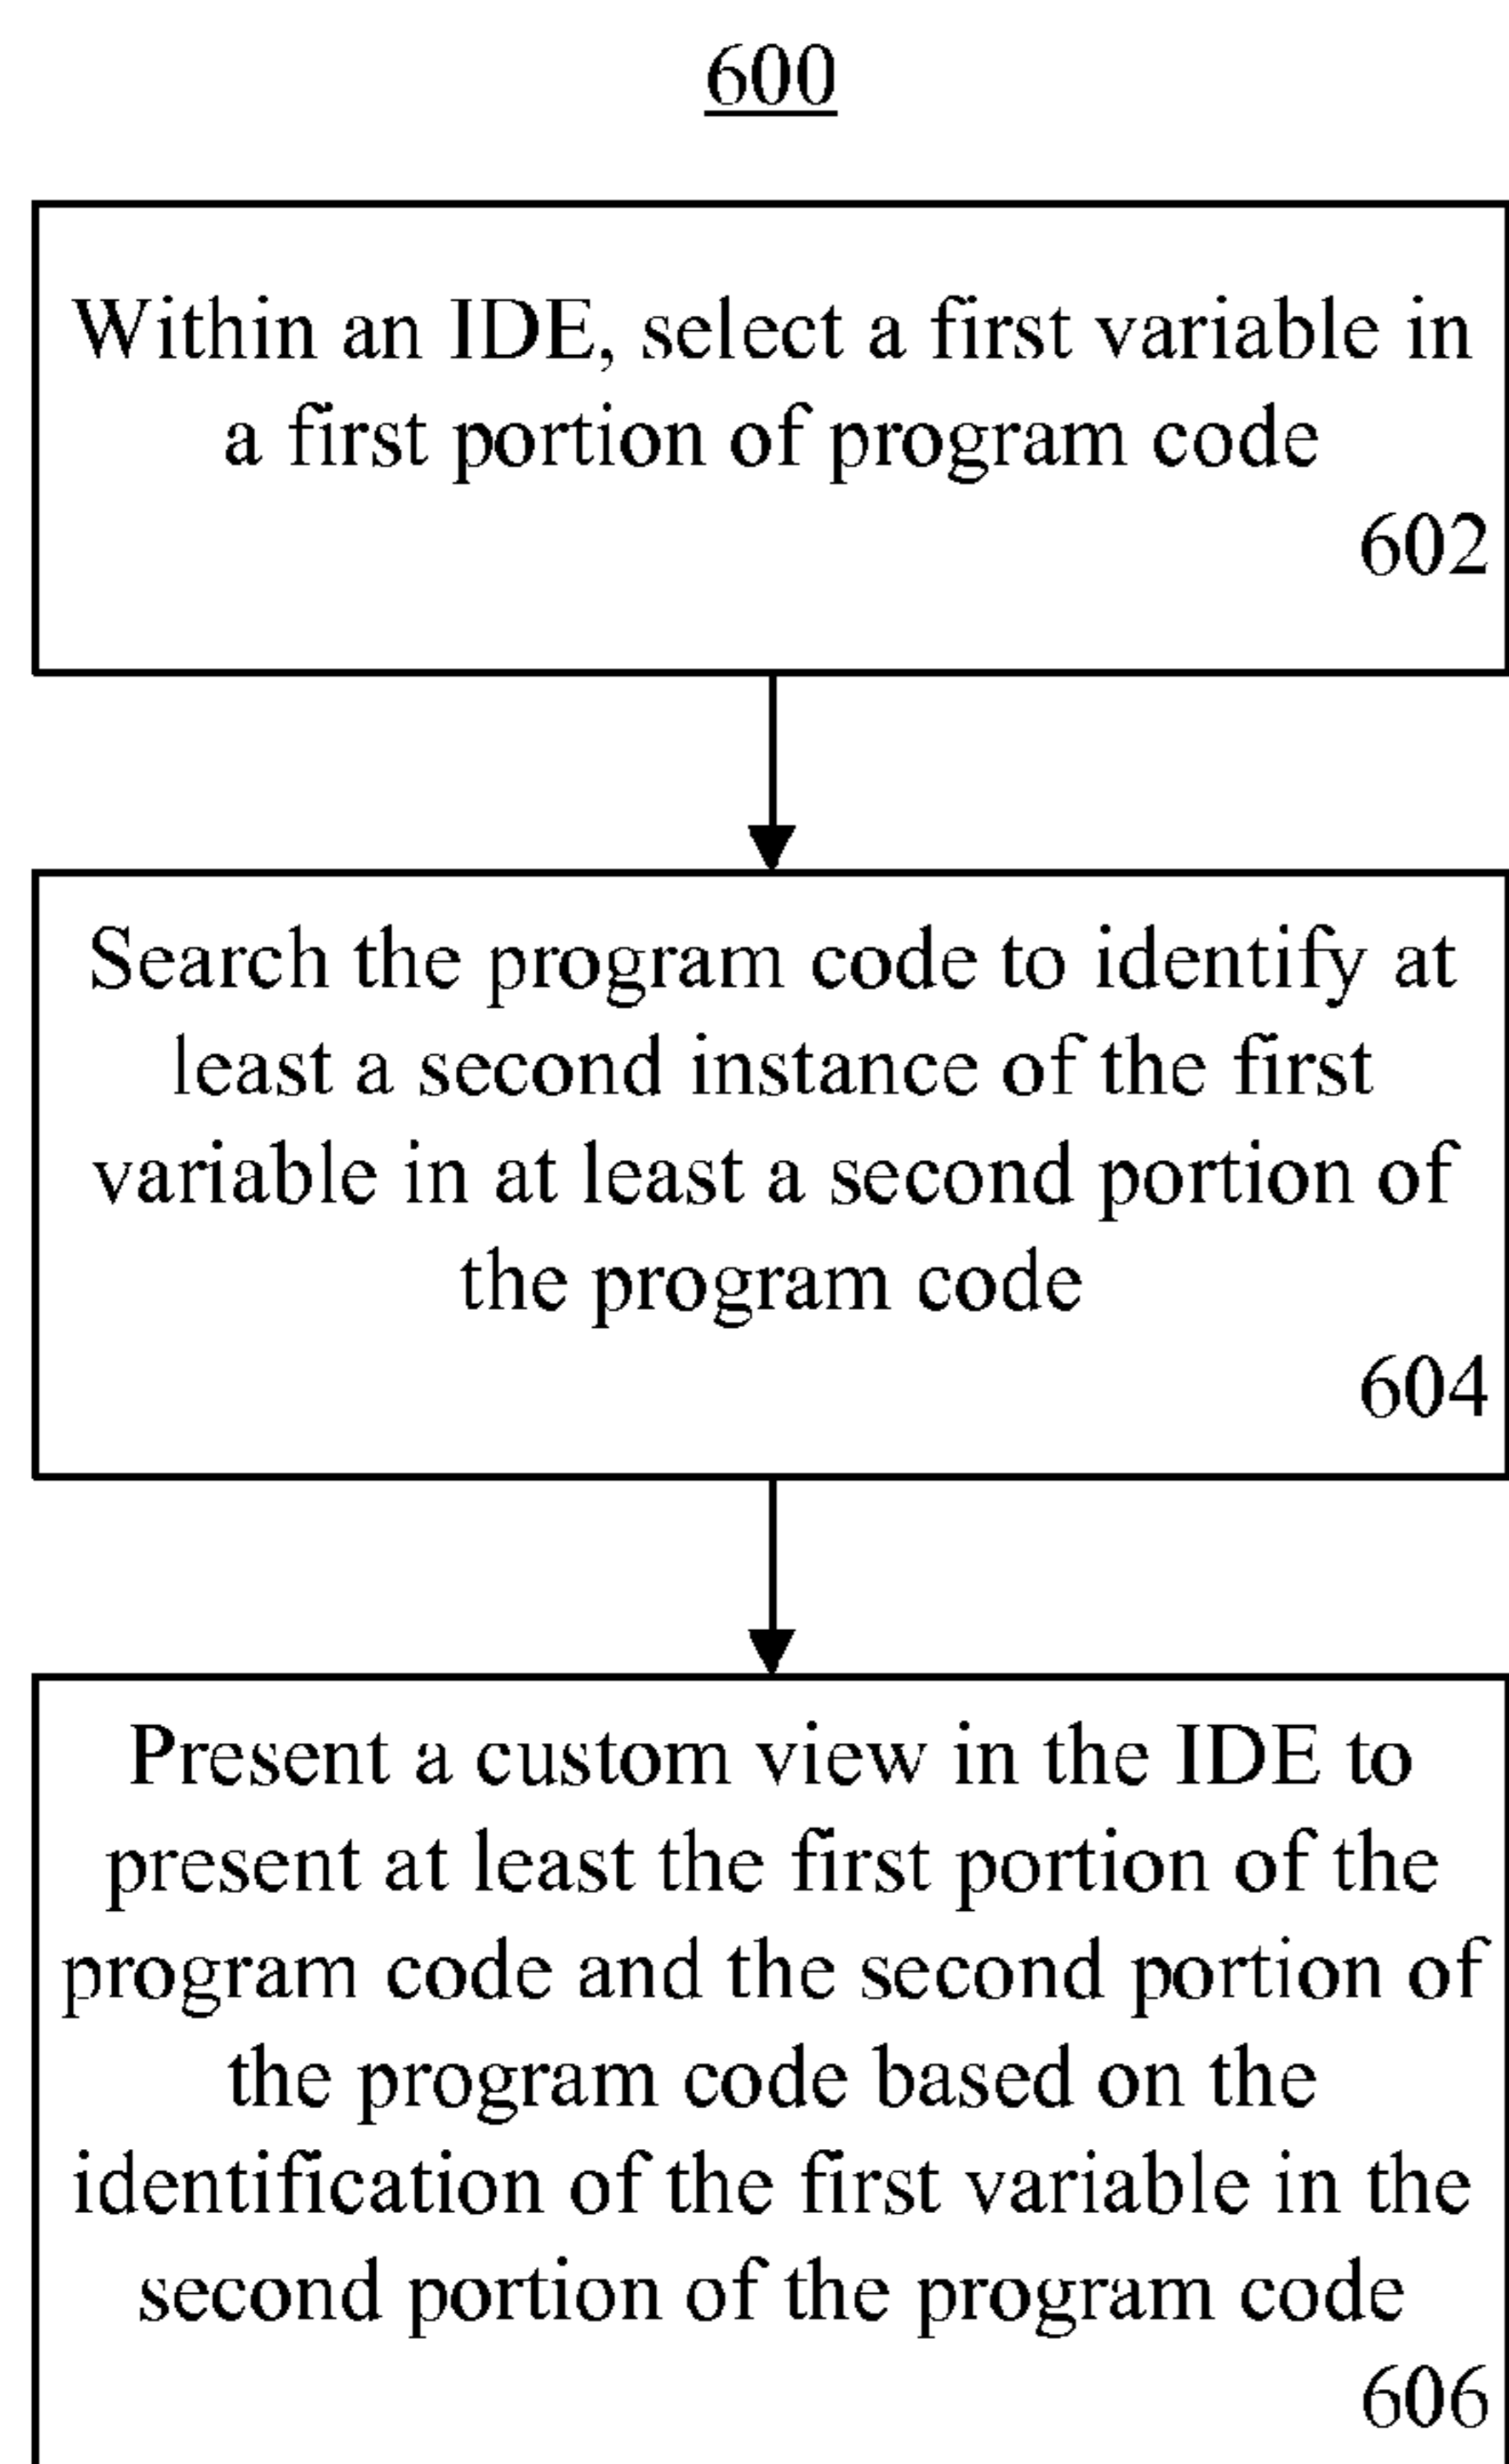 600
Within an IDE, select a first variable in
a first portion of program code
602
Search the program code to identify at
least a second instance of the first
variable in at least a second portion of
the program code
604
Present a custom view in the IDE to
present at least the first portion of the
program code and the second portion of
the program code based on the
identification of the first variable in the
second portion of the program code
606